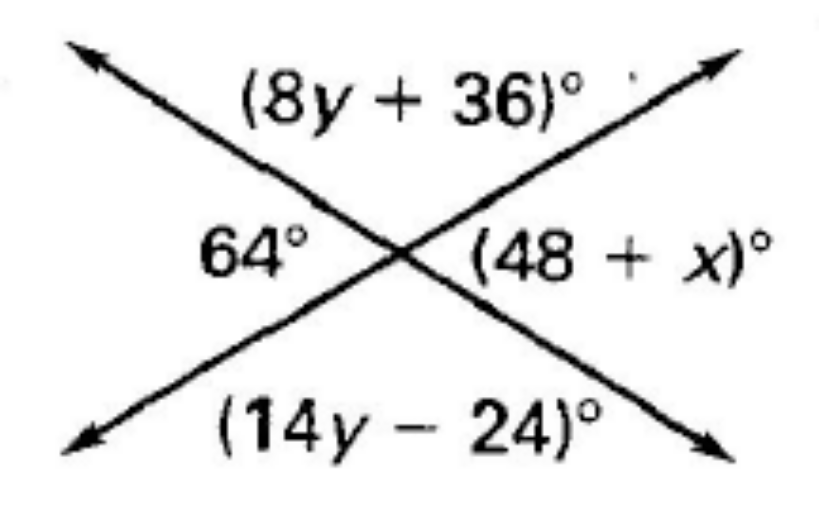 (8y + 36)°
64°
(48 + x)°
(14y − 24)°